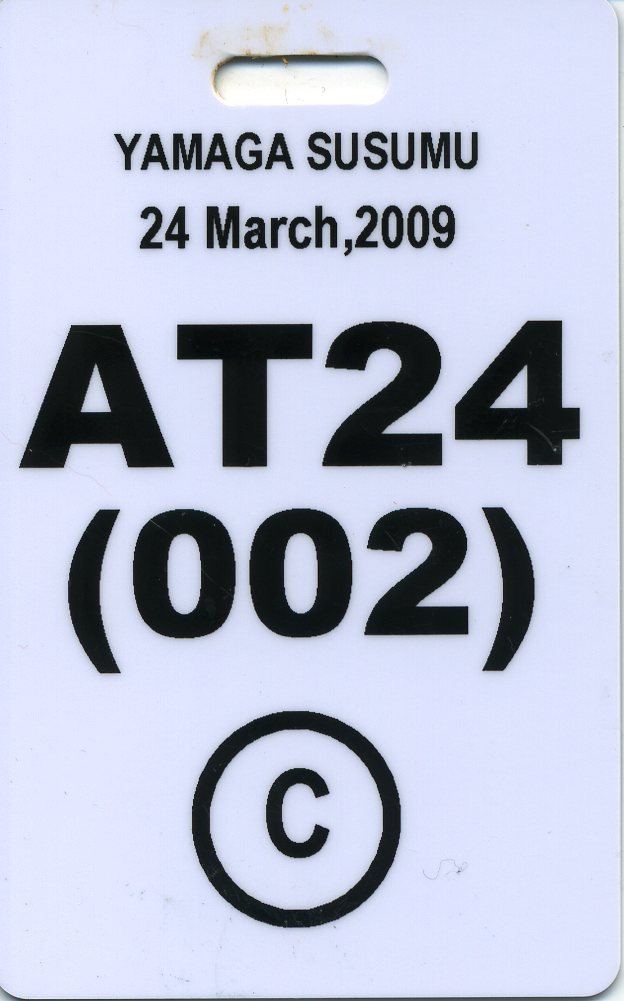 YAMAGA SUSUMU
24 March,2009
AT24
(002)
C